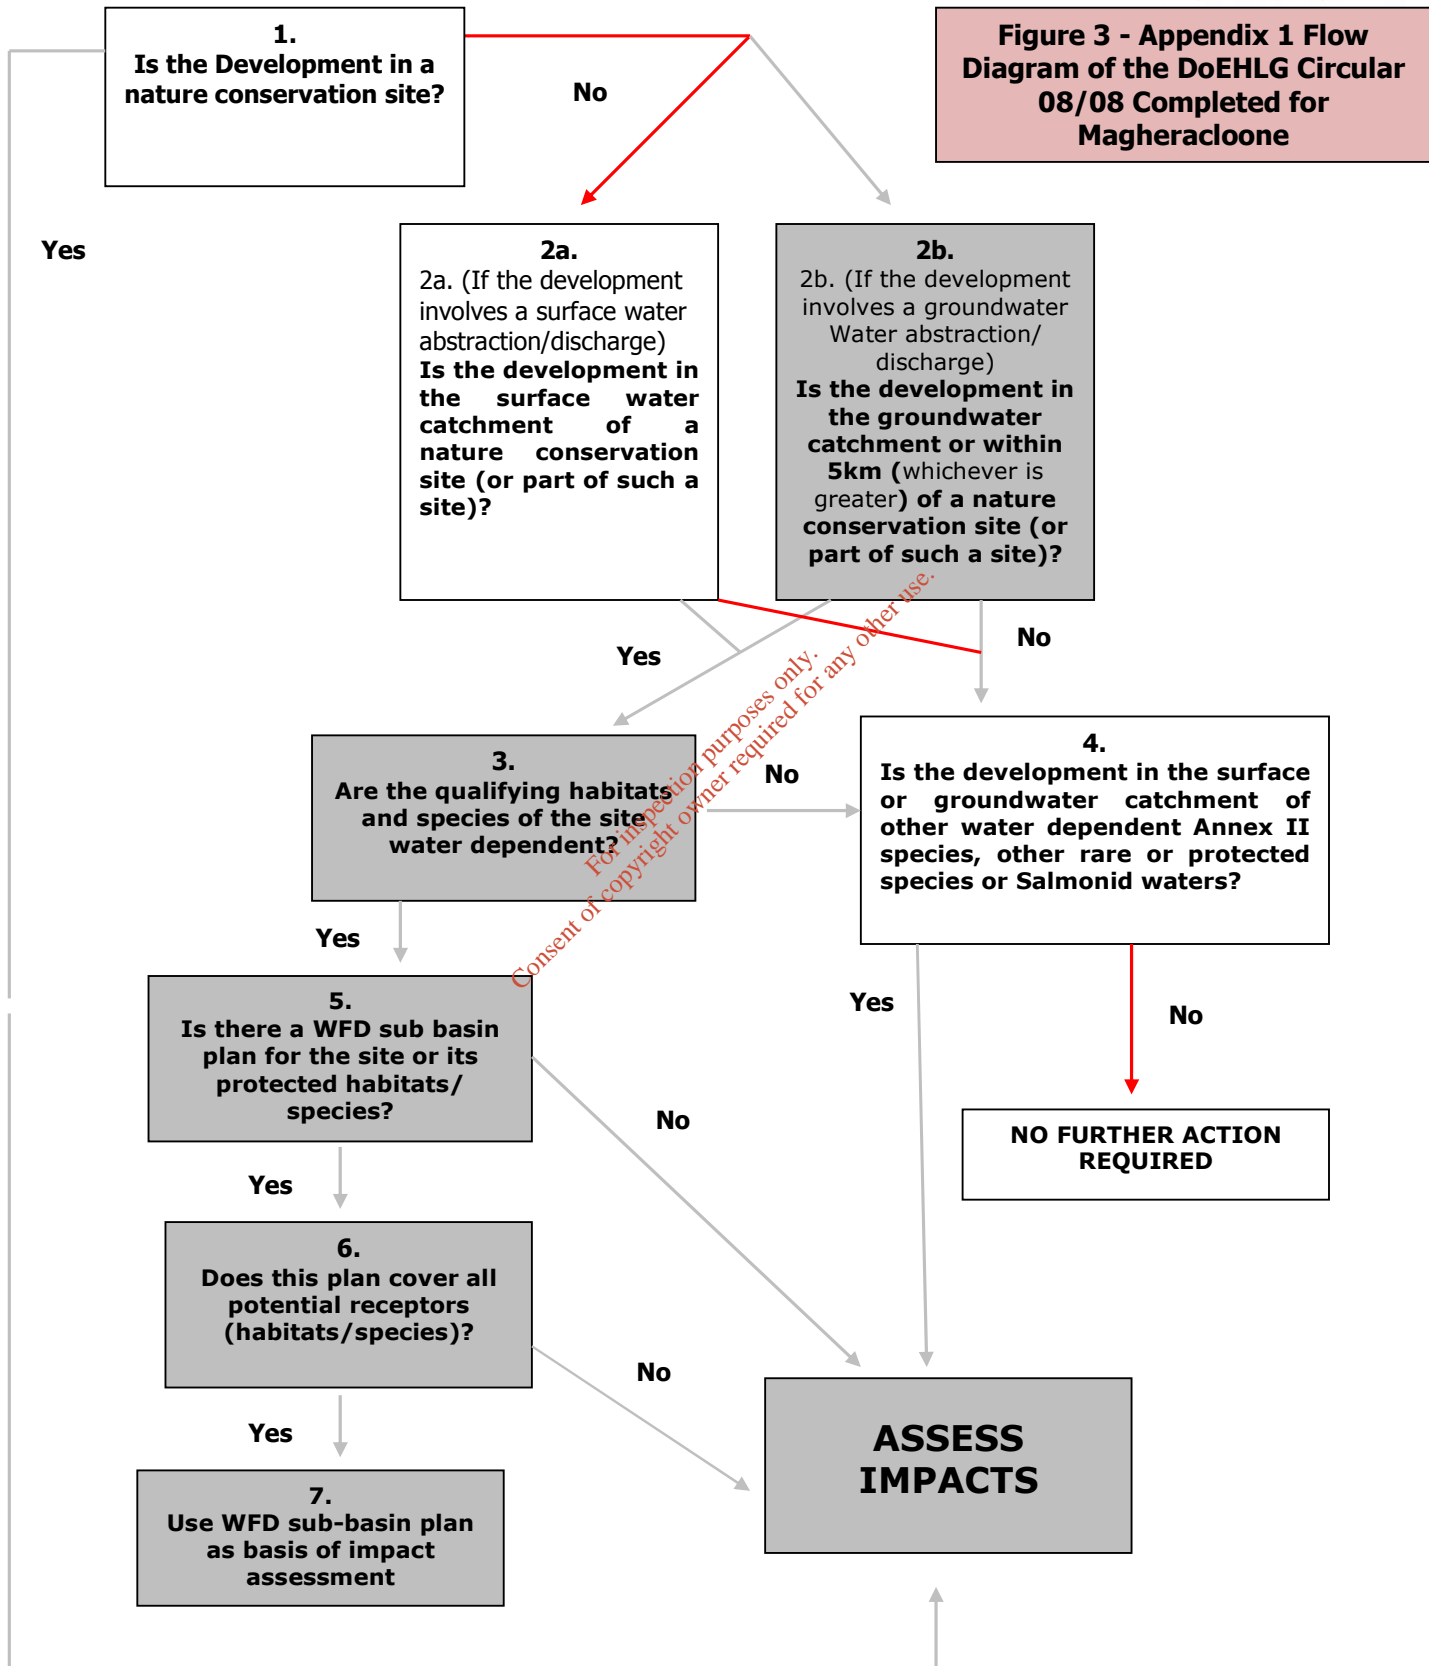 1.
Is the Development in a
nature conservation site?
No
Figure 3 - Appendix 1 Flow
Diagram of the DoEHLG Circular
08/08 Completed for
Magheracloone
Yes
2a.
2a. (If the development
involves a surface water
abstraction/discharge)
Is the development in
the surface water
catchment of a
nature conservation
site (or part of such a
site)?
2b.
2b. (If the development
involves a groundwater
Water abstraction/
discharge)
Is the development in
the groundwater
catchment or within
5km (whichever is
greater) of a nature
conservation site (or
part of such a site)?
Yes
No
For inspection purposes only.
Consent of copyright owner required for any other use.
3.
Are the qualifying habitats
and species of the site
water dependent?
No
4.
Is the development in the surface
or groundwater catchment of
other water dependent Annex II
species, other rare or protected
species or Salmonid waters?
Yes
5.
Is there a WFD sub basin
plan for the site or its
protected habitats/
species?
Yes
No
No
NO FURTHER ACTION
REQUIRED
Yes
6.
Does this plan cover all
potential receptors
(habitats/species)?
No
Yes
ASSESS
IMPACTS
7.
Use WFD sub-basin plan
as basis of impact
assessment